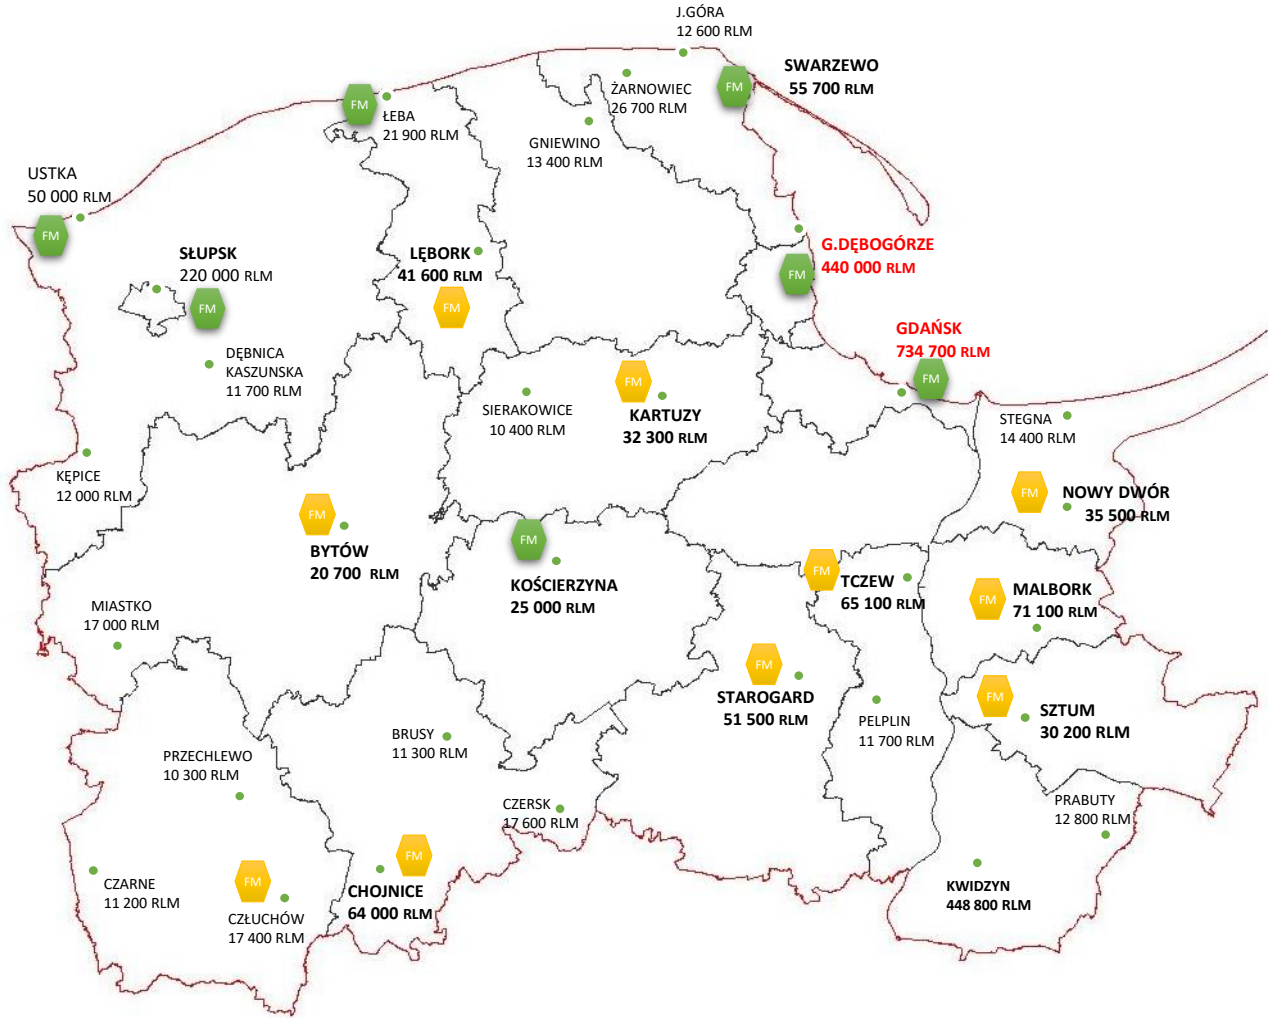 J.GÓRA
12 600 RLM
SWARZEWO
55 700 RLM
FM
ŻARNOWIEC
26 700 RLM
FM
ŁEBA
21 900 RLM
GNIEWINO
13 400 RLM
USTKA
50 000 RLM
FM
SŁUPSK
220 000 RLM
FM
LĘBORK
41 600 RLM
FM
G.DĘBOGÓRZE
440 000 RLM
FM
GDAŃSK
734 700 RLM
FM
DĘBNICA
KASZUNSKA
11 700 RLM
SIERAKOWICE
10 400 RLM
FM
KARTUZY
32 300 RLM
STEGNA
14 400 RLM
KĘPICE
12 000 RLM
FM
NOWY DWÓR
35 500 RLM
FM
BYTÓW
20 700 RLM
FM
KOŚCIERZYNA
25 000 RLM
FM
TCZEW
65 100 RLM
FM
MALBORK
71 100 RLM
MIASTKO
17 000 RLM
FM
STAROGARD
51 500 RLM
FM
SZTUM
30 200 RLM
PELPLIN
11 700 RLM
BRUSY
11 300 RLM
PRZECHLEWO
10 300 RLM
CZERSK
17 600 RLM
PRABUTY
12 800 RLM
CZARNE
11 200 RLM
FM
CZŁUCHÓW
17 400 RLM
FM
CHOJNICE
64 000 RLM
KWIDZYN
448 800 RLM